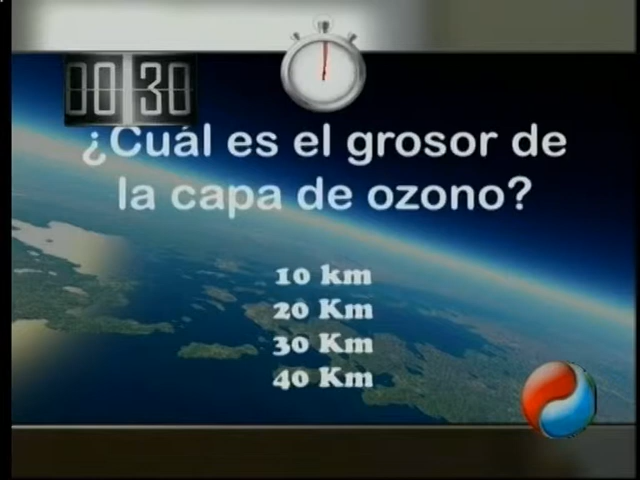 00 30
¿Cuál es el grosor de
la capa de ozono?
10 km
20 Km
30 Km
40 Km